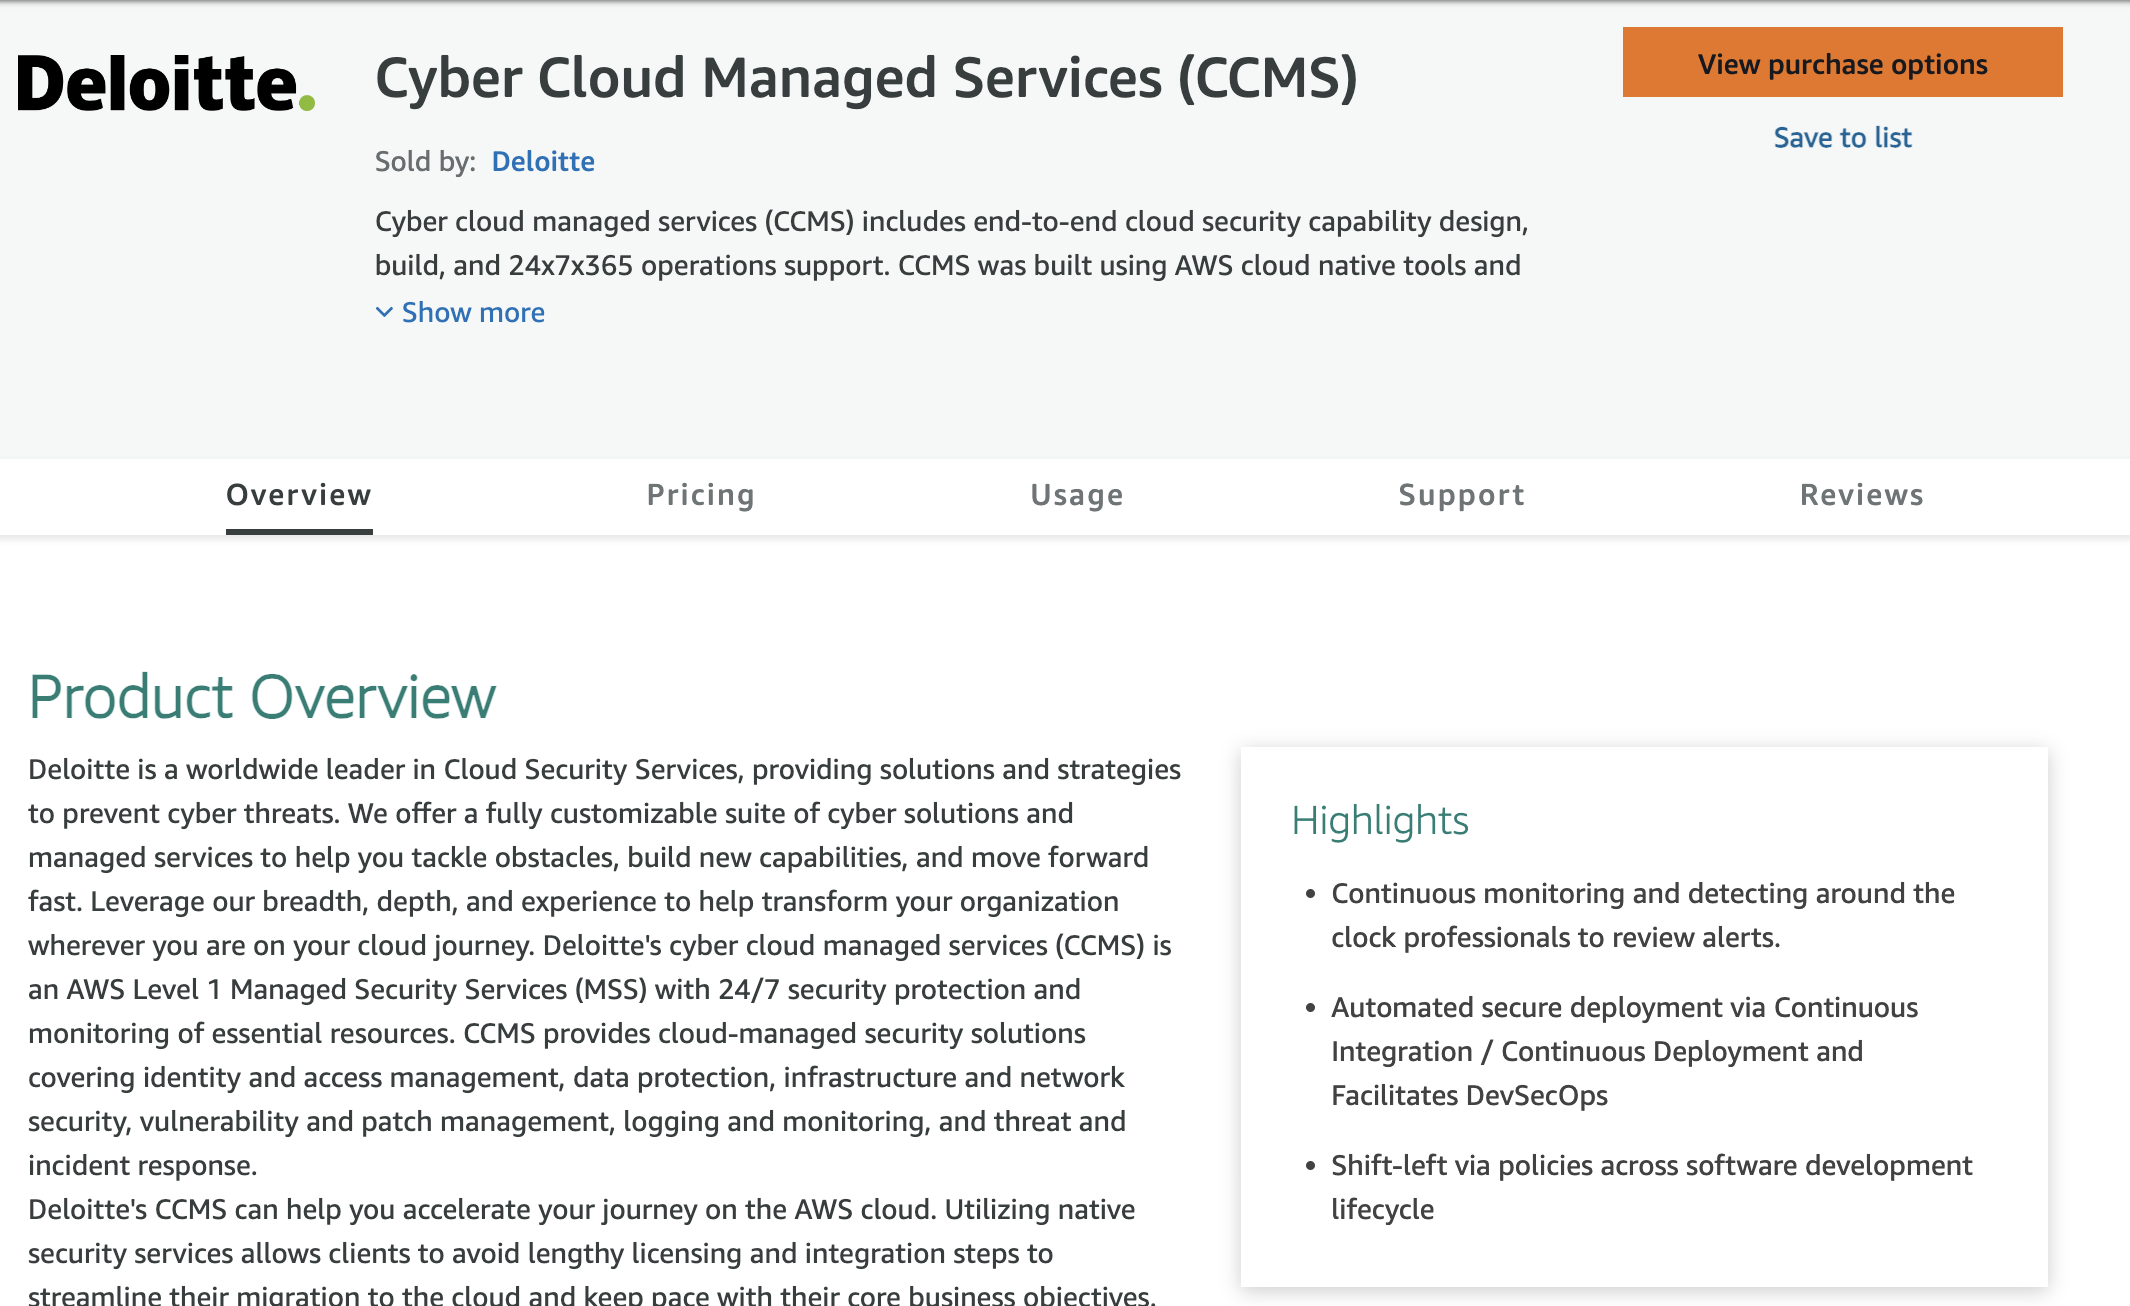 Deloitte.
Cyber Cloud Managed Services (CCMS)
View purchase options
Save to list
Sold by: Deloitte
Cyber cloud managed services (CCMS) includes end-to-end cloud security capability design,
build, and 24x7x365 operations support. CCMS was built using AWS cloud native tools and
Show more
Overview
Pricing
Usage
Support
Reviews
Product Overview
Deloitte is a worldwide leader in Cloud Security Services, providing solutions and strategies
to prevent cyber threats. We offer a fully customizable suite of cyber solutions and
managed services to help you tackle obstacles, build new capabilities, and move forward
fast. Leverage our breadth, depth, and experience to help transform your organization
wherever you are on your cloud journey. Deloitte's cyber cloud managed services (CCMS) is
an AWS Level 1 Managed Security Services (MSS) with 24/7 security protection and
monitoring of essential resources. CCMS provides cloud-managed security solutions
covering identity and access management, data protection, infrastructure and network
security, vulnerability and patch management, logging and monitoring, and threat and
incident response.
Deloitte's CCMS can help you accelerate your journey on the AWS cloud. Utilizing native
security services allows clients to avoid lengthy licensing and integration steps to
streamline their migration to the cloud and keep pace with their core business objectives.
Highlights
• Continuous monitoring and detecting around the
clock professionals to review alerts.
• Automated secure deployment via Continuous
Integration / Continuous Deployment and
Facilitates DevSecOps
• Shift-left via policies across software development
lifecycle